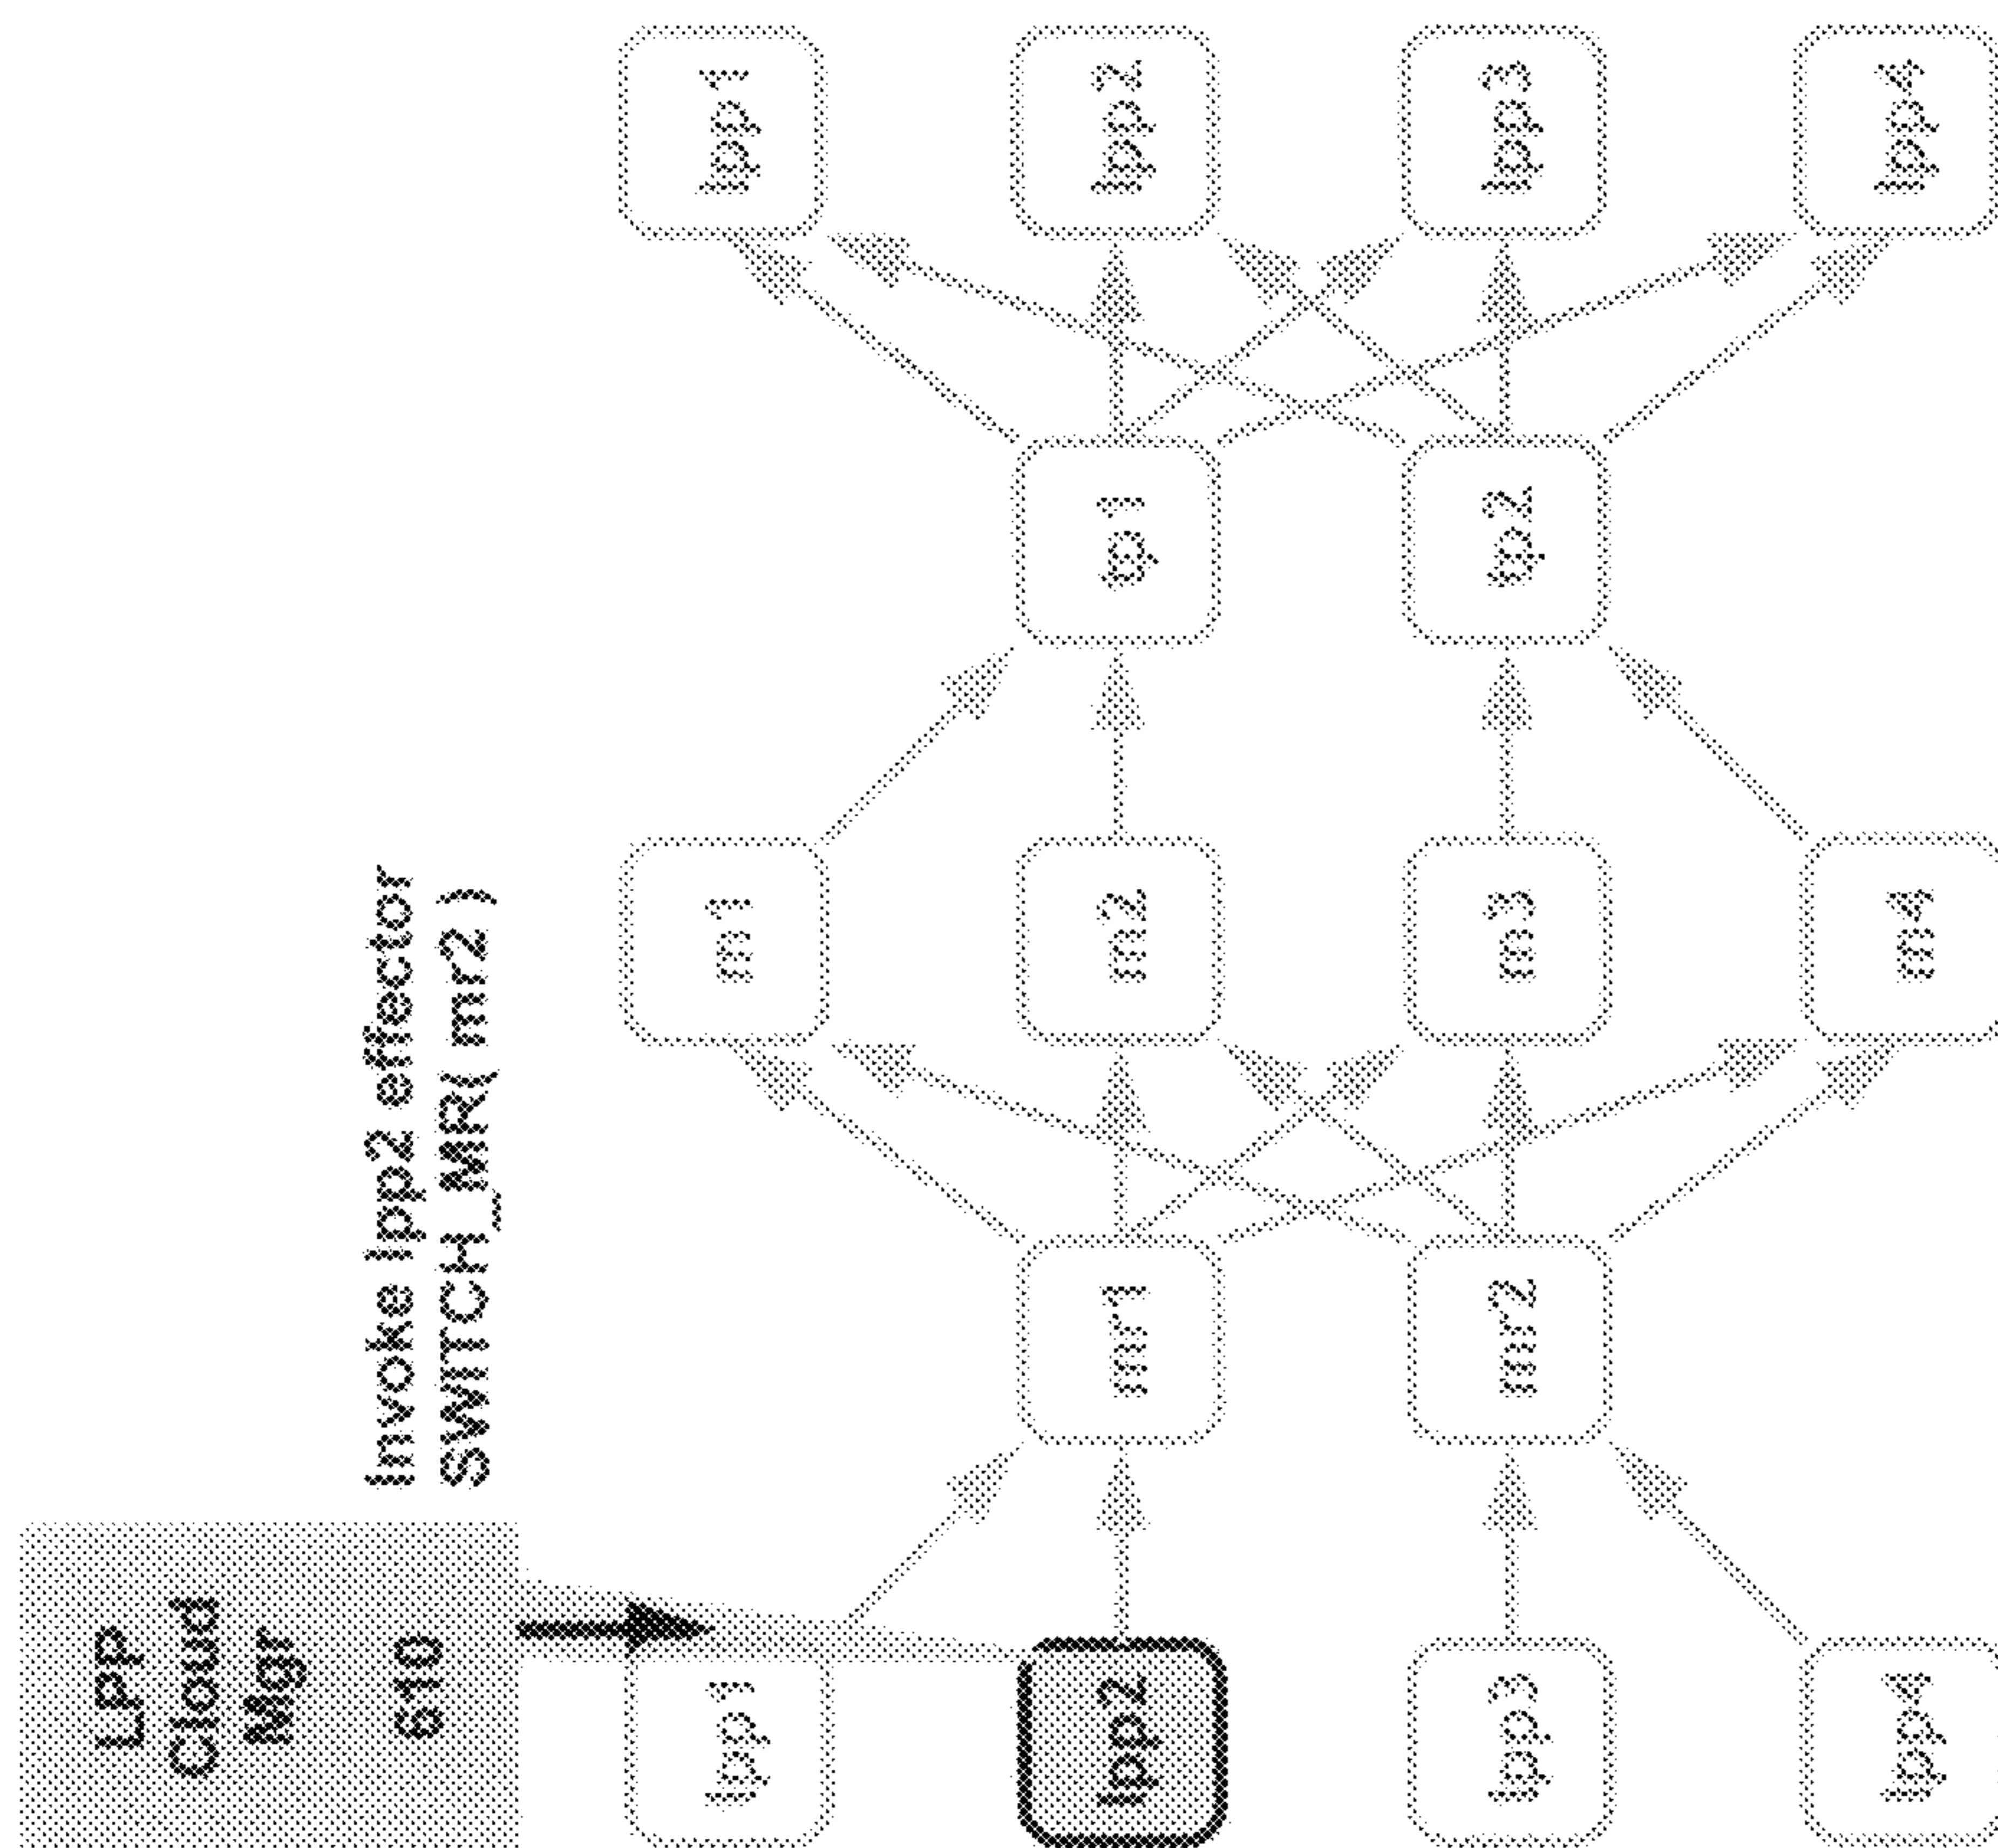 LPP
Cloud
Mgr
610
Invoke lpp2 effector
SWITCH_MR( mr2 )
lpp1
m1
lpp1
lpp2
mr1
m2
lp1
lpp2
lpp3
mr2
m3
lp2
lpp3
lpp4
m4
lpp4